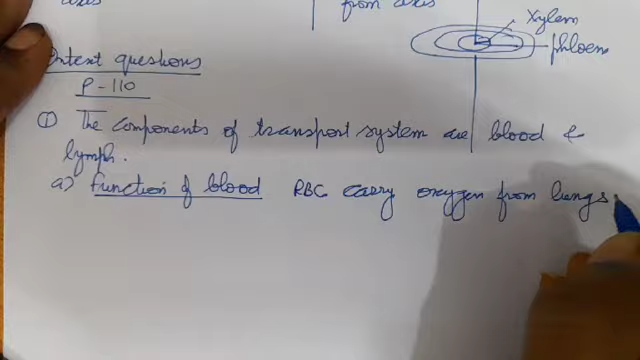 from axis
Xylem
phloem
Intext questions
P-110
① The components of transport system are blood &
lymph.
a) Function of blood RBC carry oxygen from lungs